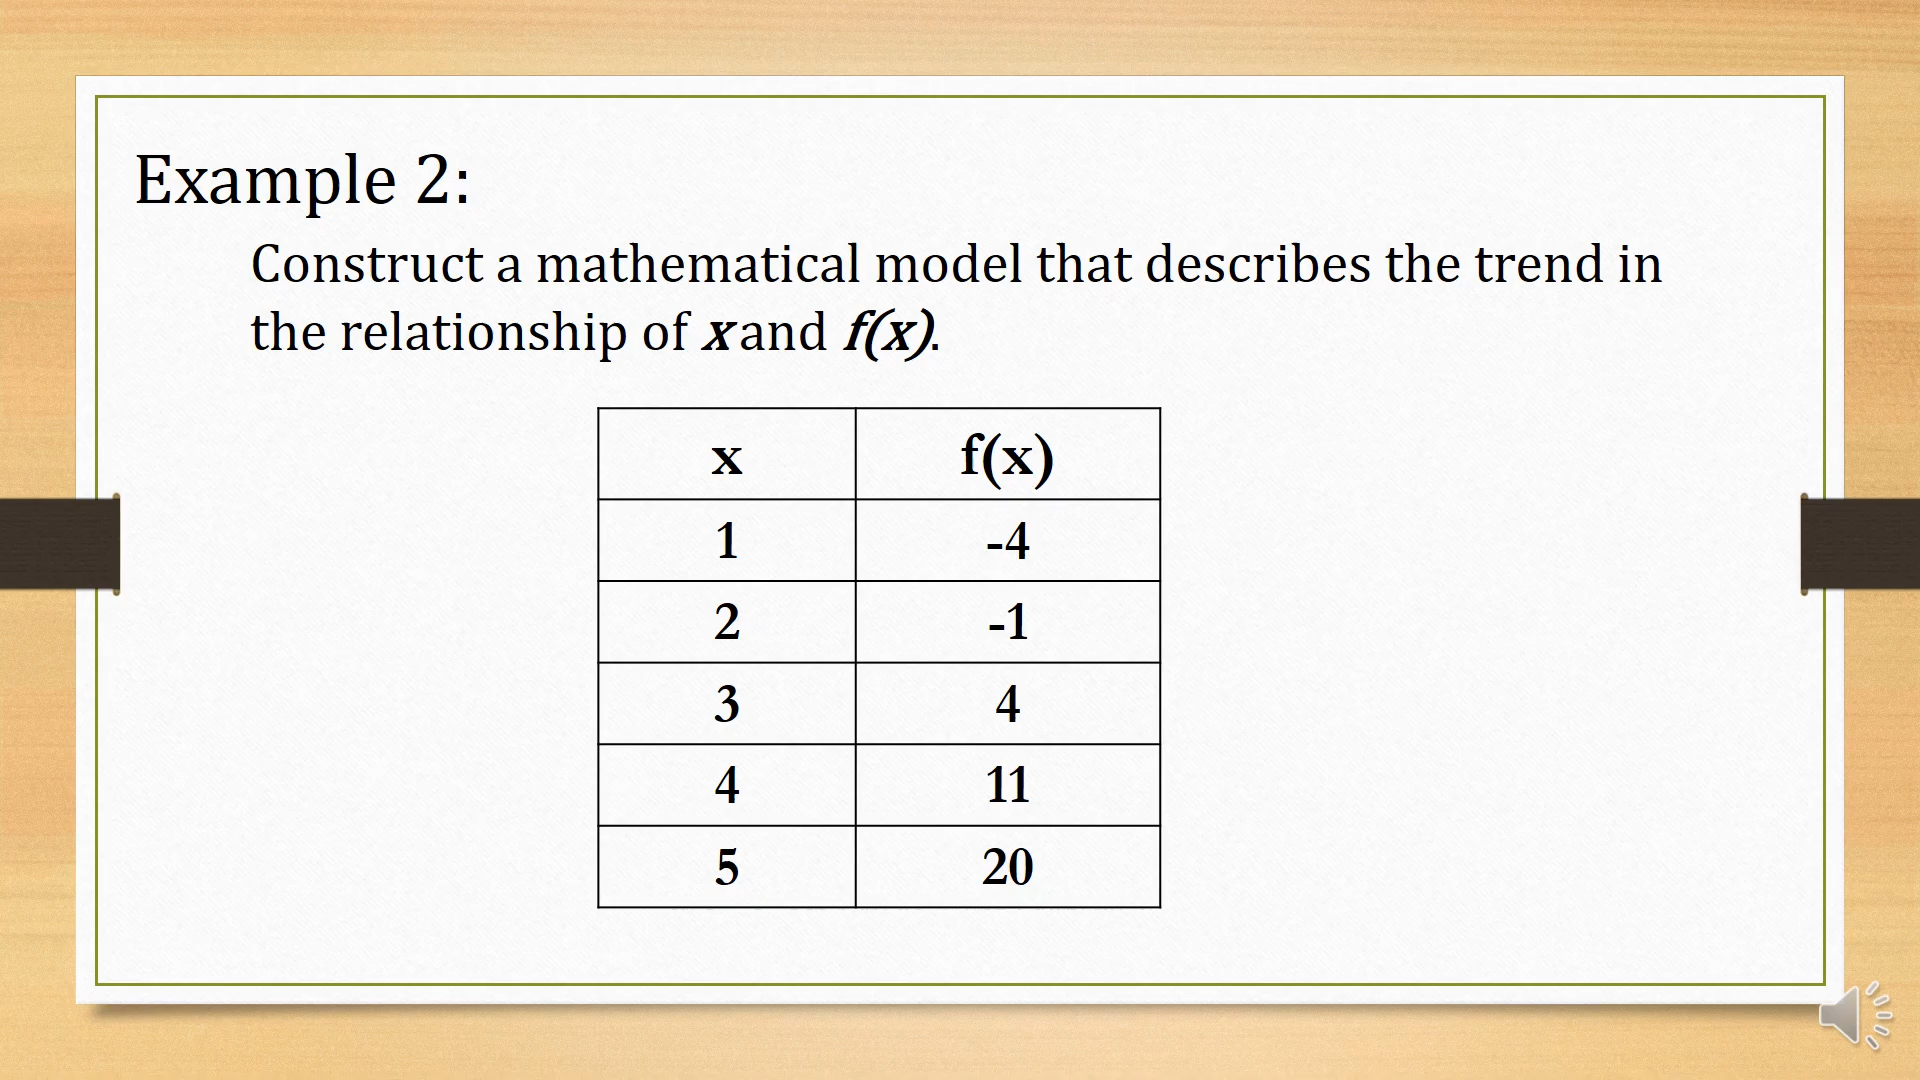 Example 2:
Construct a mathematical model that describes the trend in
the relationship of x and f(x).
x f(x)
1 -4
2 -1
3 4
4 11
5 20